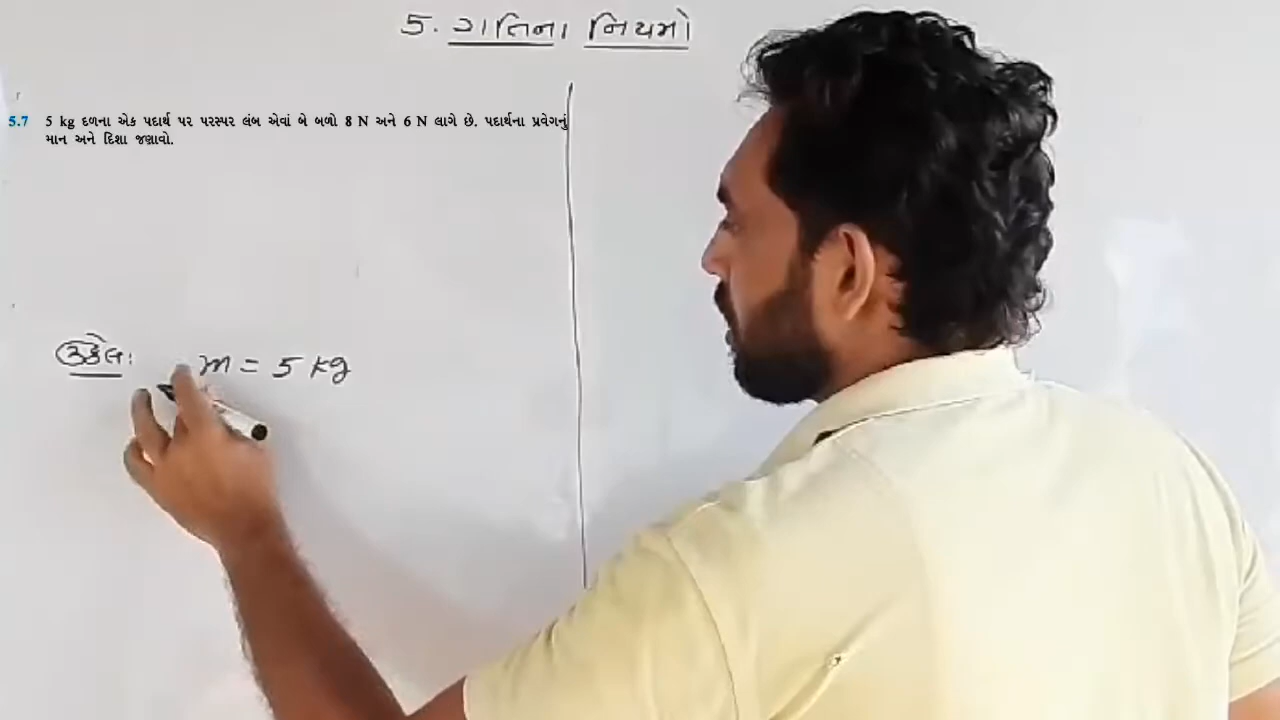 5. ગતિના નિયમો
5.7 5 kg દળના એક પદાર્થ પર પરસ્પર લંબ એવાં બે બળો 8 N અને 6 N લાગે છે. પદાર્થના પ્રવેગનું
માન અને દિશા જણાવો.
ઉકેલ: m = 5 kg